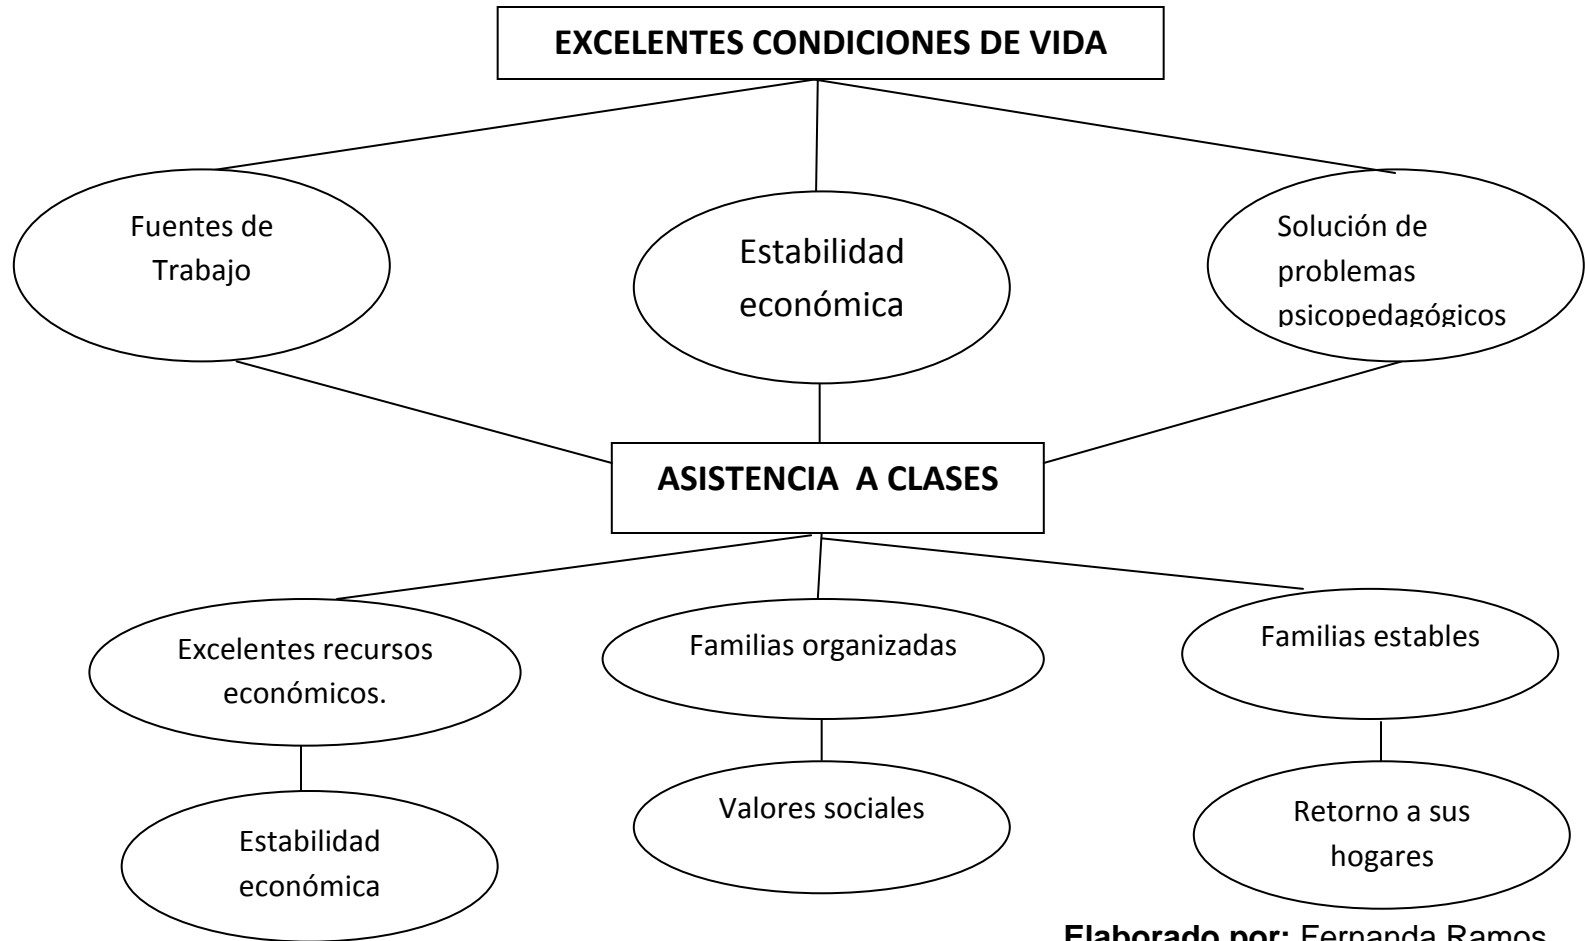 EXCELENTES CONDICIONES DE VIDA
Fuentes de
Trabajo
Estabilidad
económica
Solución de
problemas
psicopedagógicos
ASISTENCIA A CLASES
Excelentes recursos
económicos.
Familias organizadas
Familias estables
Estabilidad
económica
Valores sociales
Retorno a sus
hogares
Elaborado por: Fernanda Ramos